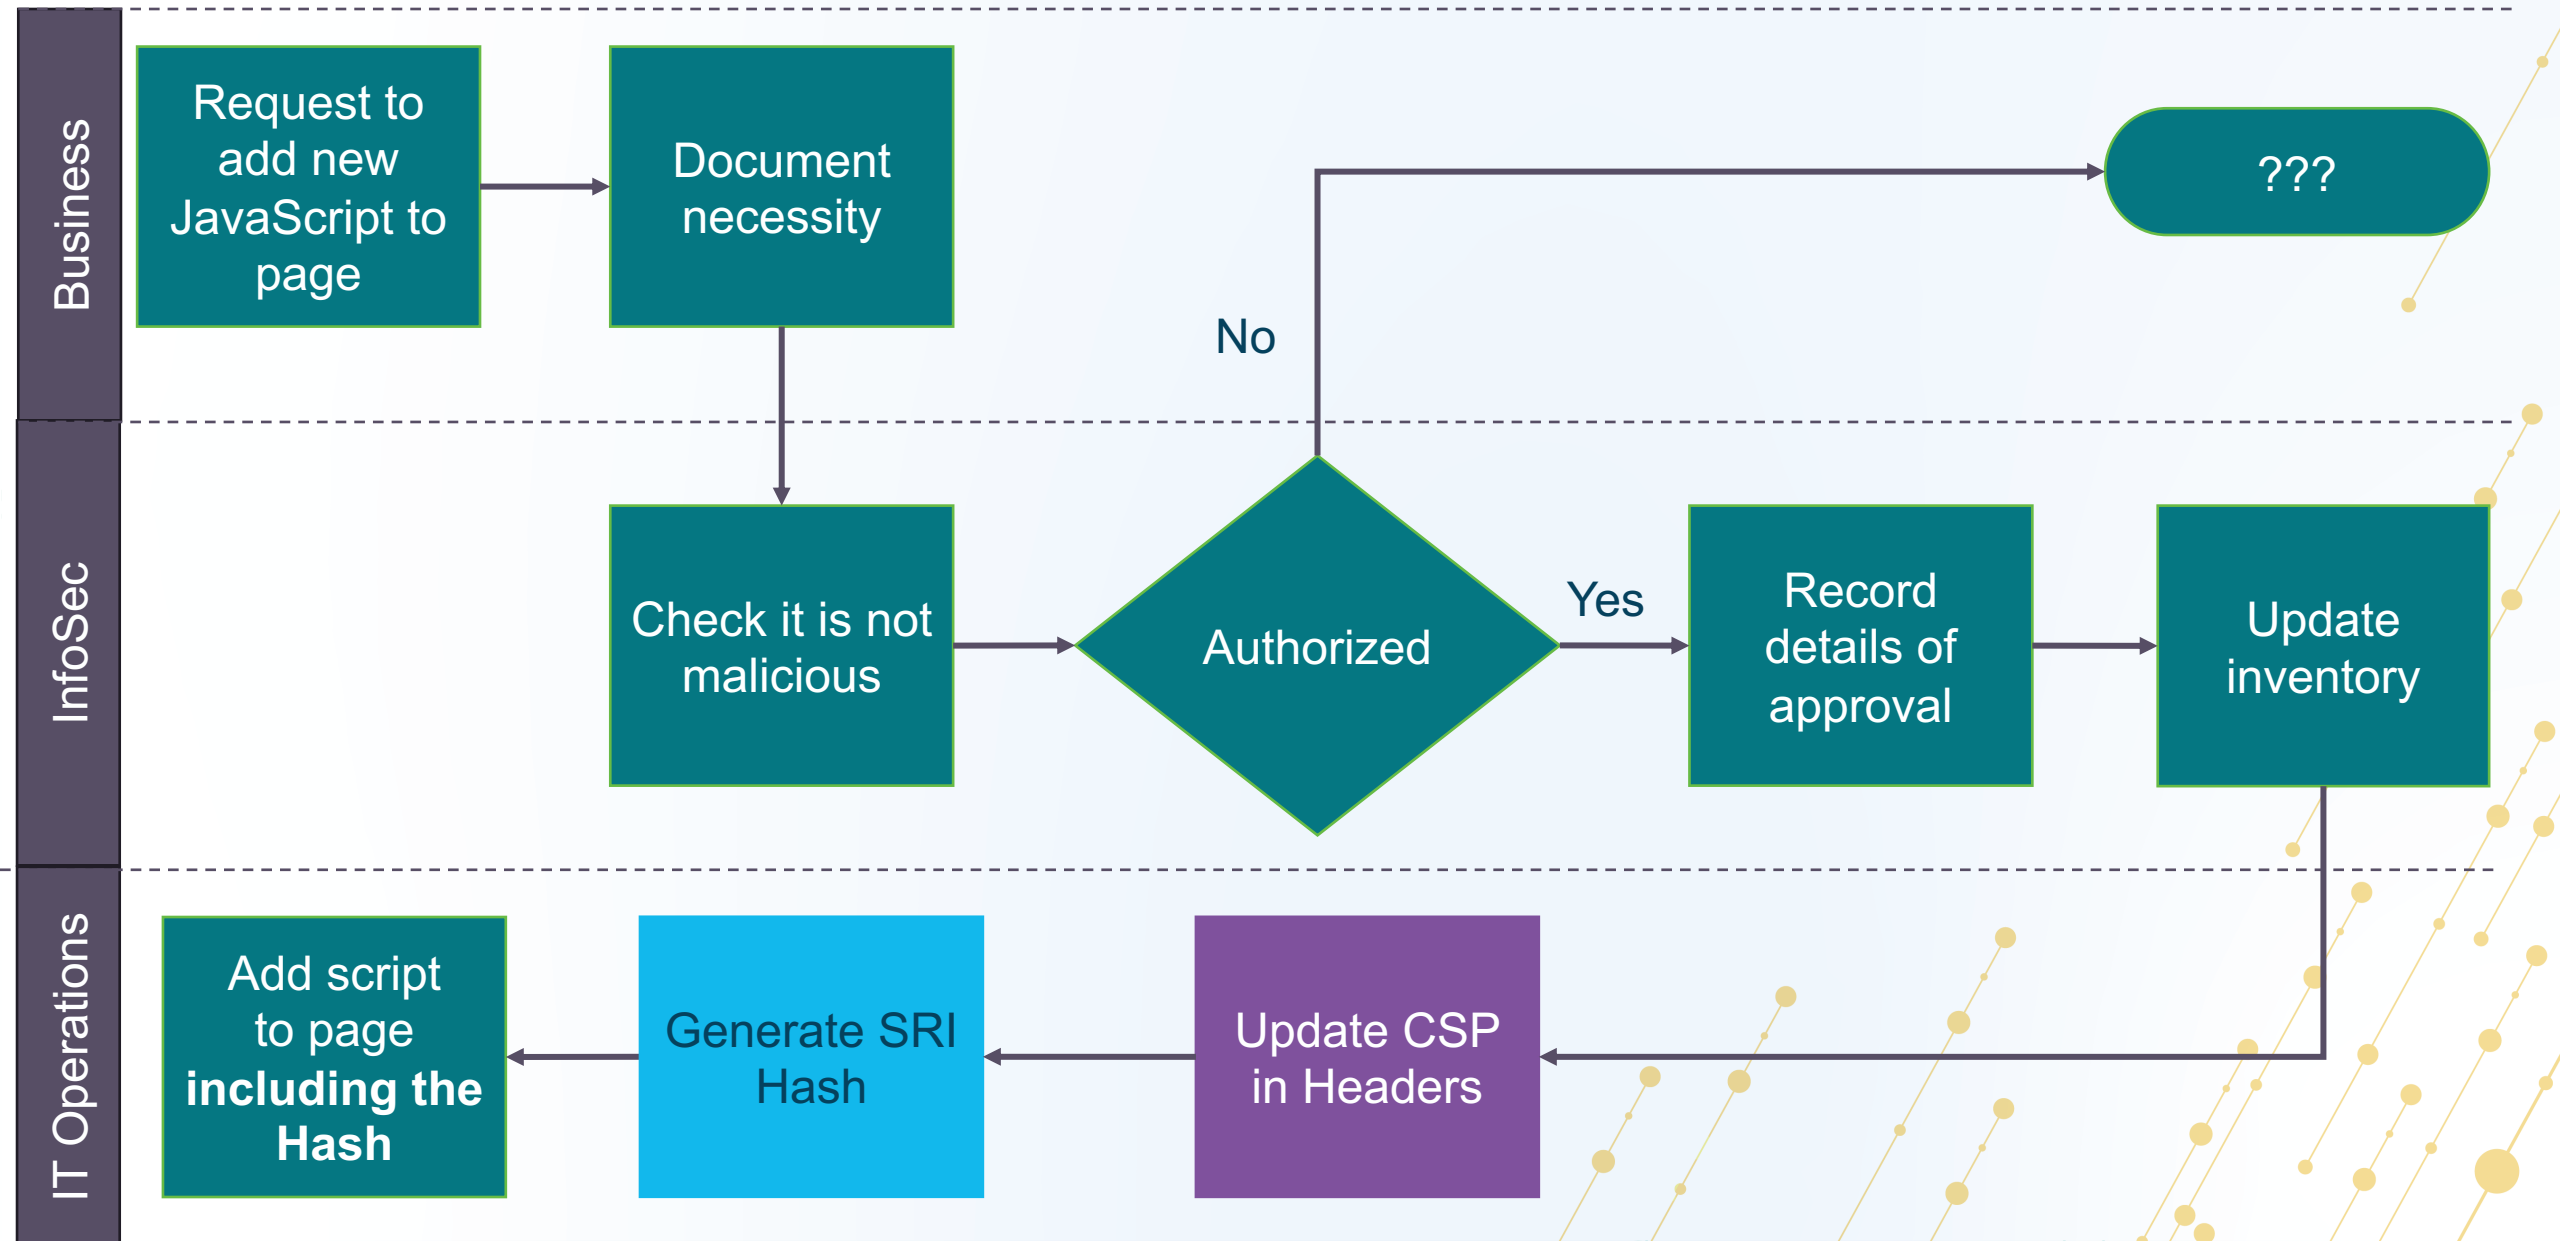 Business
Request to
add new
JavaScript to
page
Document
necessity
No
???
InfoSec
Check it is not
malicious
Authorized
Yes
Record
details of
approval
Update
inventory
IT Operations
Add script
to page
including the
Hash
Generate SRI
Hash
Update CSP
in Headers